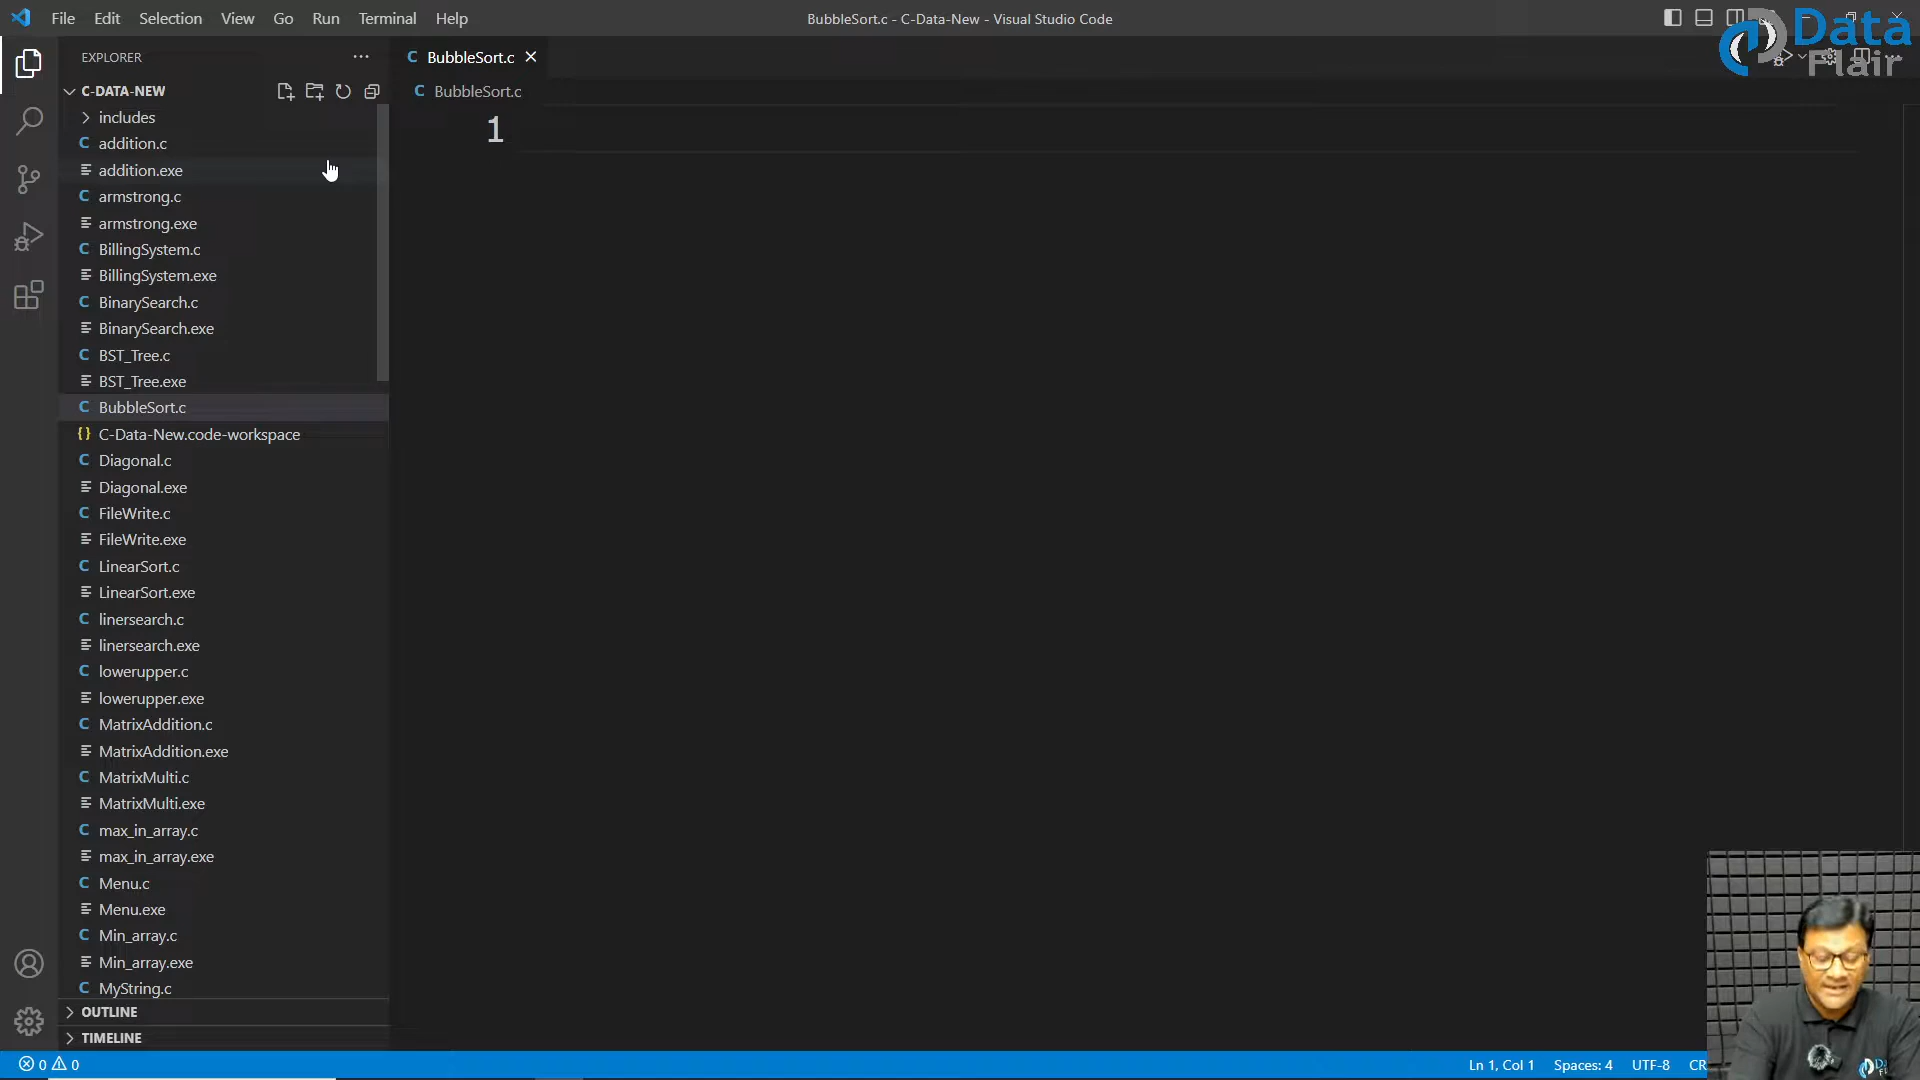 File Edit Selection View Go Run Terminal Help
BubbleSort.c - C-Data-New - Visual Studio Code
Data
Flair
EXPLORER
BubbleSort.c
C-DATA-NEW
BubbleSort.c
1
includes
addition.c
addition.exe
armstrong.c
armstrong.exe
BillingSystem.c
BillingSystem.exe
BinarySearch.c
BinarySearch.exe
BST_Tree.c
BST_Tree.exe
BubbleSort.c
C-Data-New.code-workspace
Diagonal.c
Diagonal.exe
FileWrite.c
FileWrite.exe
LinearSort.c
LinearSort.exe
linersearch.c
linersearch.exe
lowerupper.c
lowerupper.exe
MatrixAddition.c
MatrixAddition.exe
MatrixMulti.c
MatrixMulti.exe
max_in_array.c
max_in_array.exe
Menu.c
Menu.exe
Min_array.c
Min_array.exe
MyString.c
OUTLINE
TIMELINE
0 0
Ln 1, Col 1 Spaces: 4 UTF-8 CR